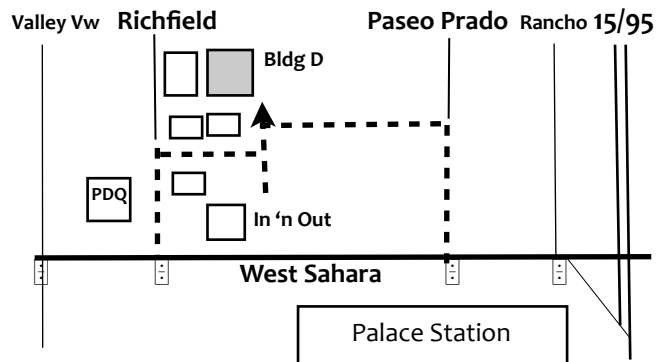 Valley Vw Richfield Paseo Prado Rancho 15/95
Bldg D
PDQ
In ‘n Out
West Sahara
Palace Station